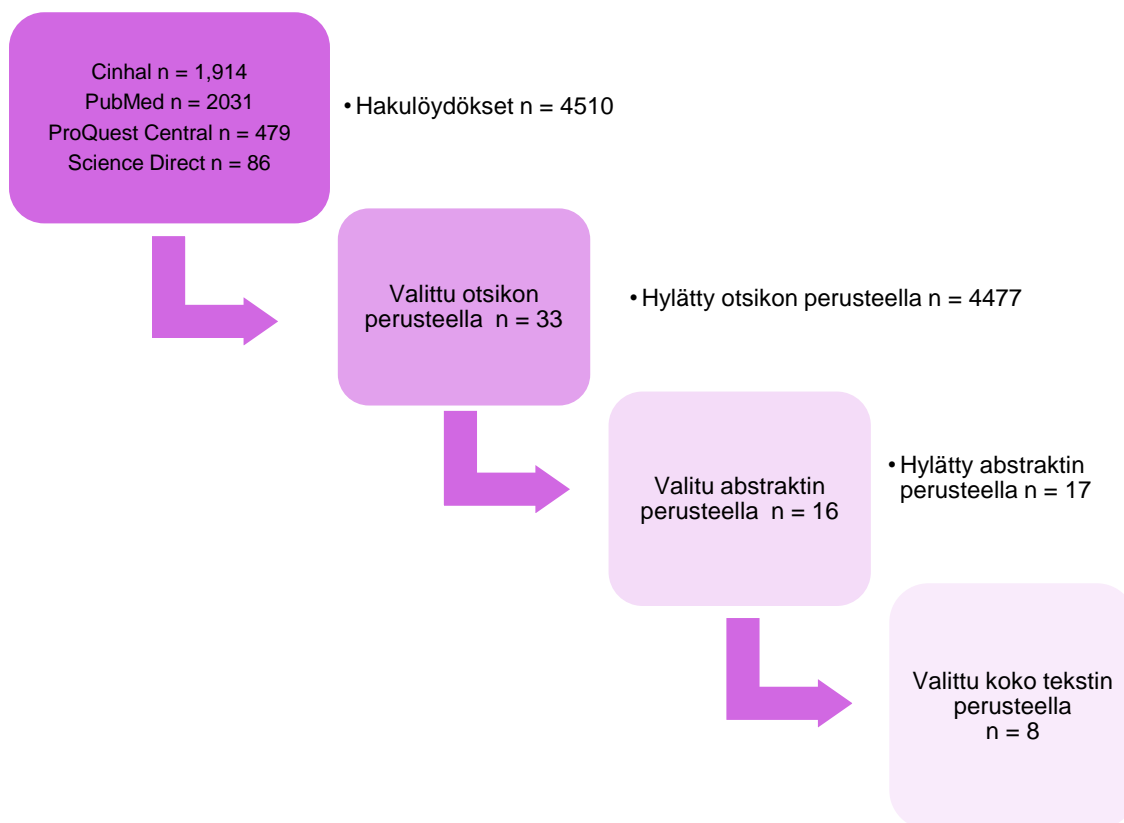 Cinhal n = 1,914
PubMed n = 2031
ProQuest Central n = 479
Science Direct n = 86
• Hakulöydökset n = 4510
Valittu otsikon
perusteella n = 33
• Hylätty otsikon perusteella n = 4477
Valitu abstraktin
perusteella n = 16
• Hylätty abstraktin
perusteella n = 17
Valittu koko tekstin
perusteella
n = 8